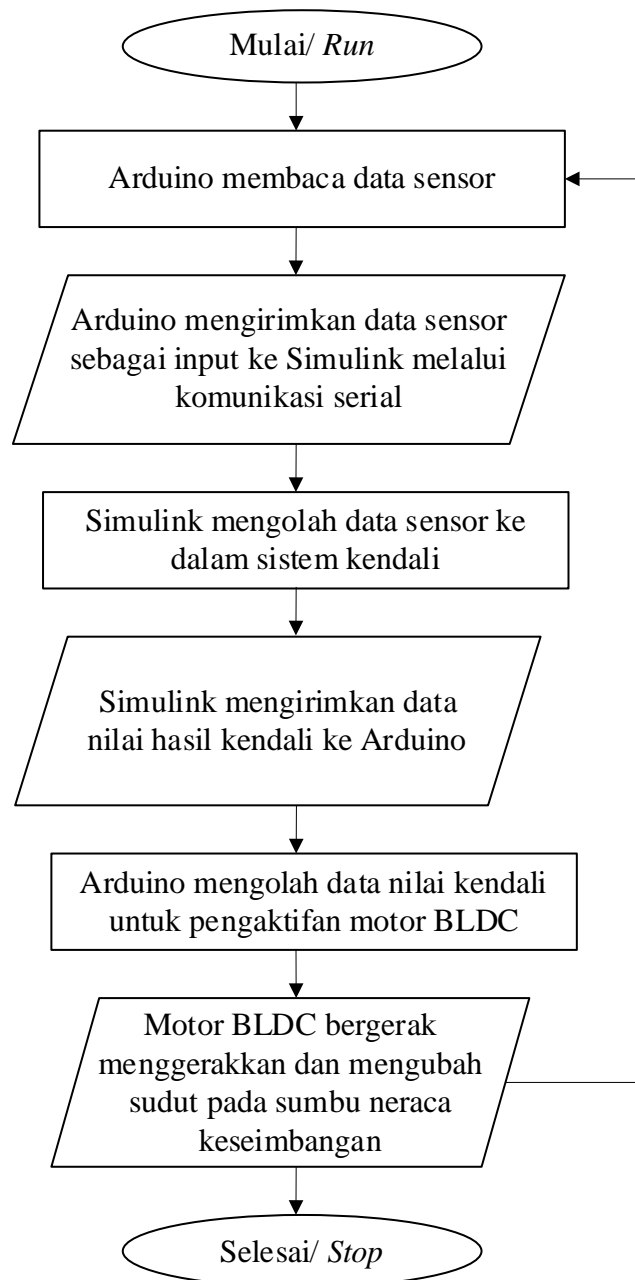 Mulai/ Run
Arduino membaca data sensor
Arduino mengirimkan data sensor
sebagai input ke Simulink melalui
komunikasi serial
Simulink mengolah data sensor ke
dalam sistem kendali
Simulink mengirimkan data
nilai hasil kendali ke Arduino
Arduino mengolah data nilai kendali
untuk pengaktifan motor BLDC
Motor BLDC bergerak
menggerakkan dan mengubah
sudut pada sumbu neraca
keseimbangan
Selesai/ Stop